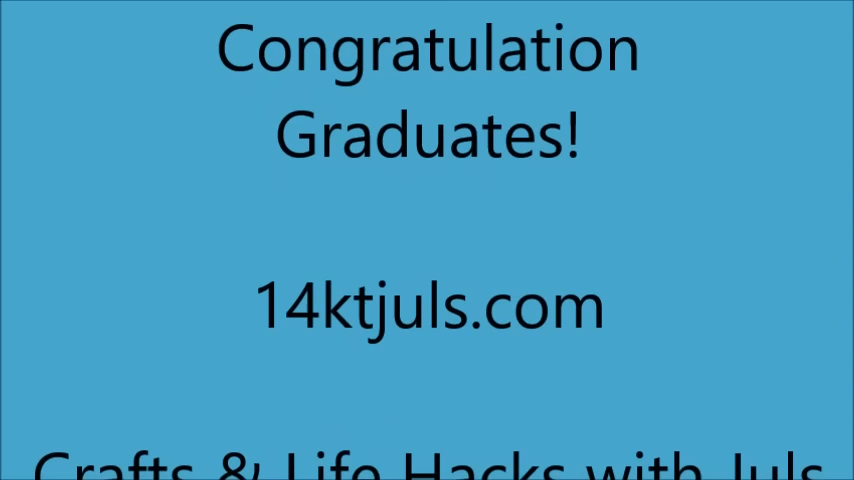 Congratulation
Graduates!
14ktjuls.com
Crafts & Life Hacks with Juls